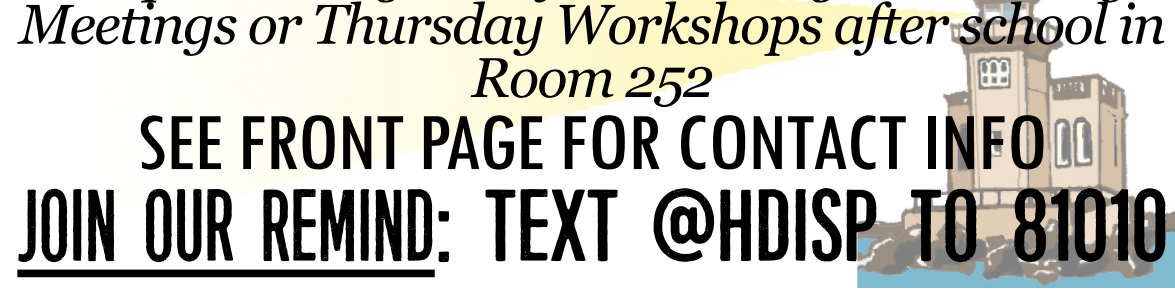 Meetings or Thursday Workshops after school in
Room 252
SEE FRONT PAGE FOR CONTACT INFO
JOIN OUR REMIND: TEXT @HDISP TO 81010